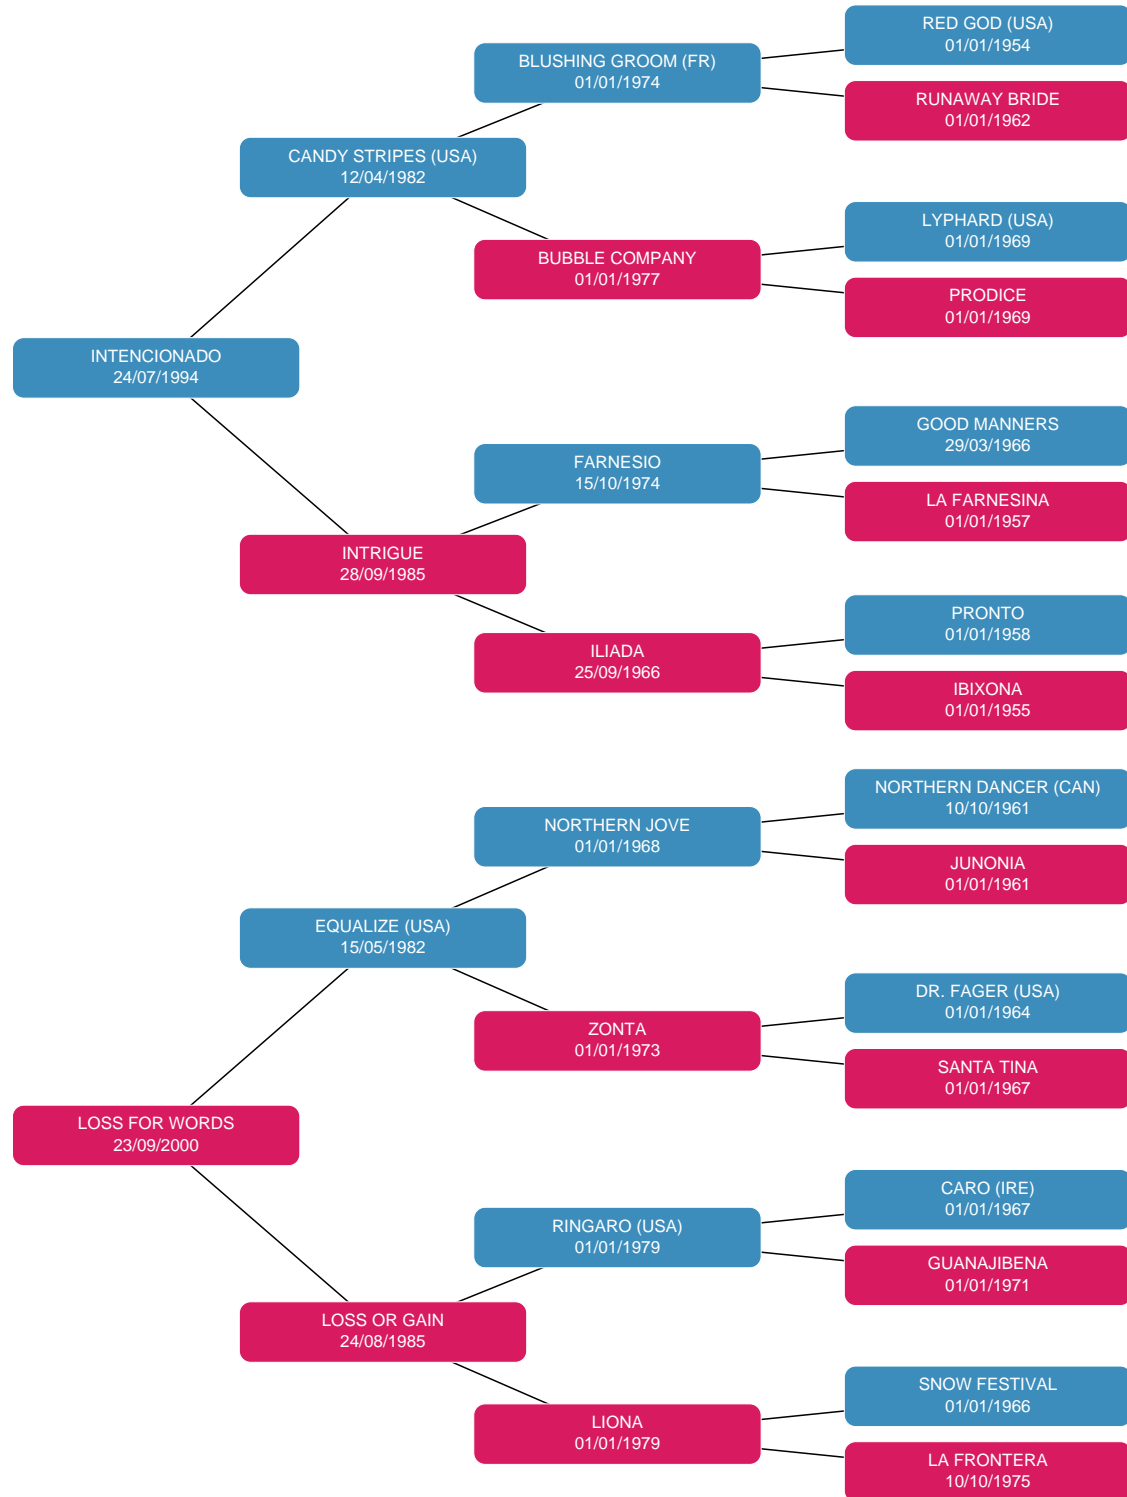 RED GOD (USA)
01/01/1954
BLUSHING GROOM (FR)
01/01/1974
RUNAWAY BRIDE
01/01/1962
CANDY STRIPES (USA)
12/04/1982
LYPHARD (USA)
01/01/1969
BUBBLE COMPANY
01/01/1977
PRODICE
01/01/1969
INTENCIONADO
24/07/1994
GOOD MANNERS
29/03/1966
FARNESIO
15/10/1974
LA FARNESINA
01/01/1957
INTRIGUE
28/09/1985
PRONTO
01/01/1958
ILIADA
25/09/1966
IBIXONA
01/01/1955
NORTHERN DANCER (CAN)
10/10/1961
NORTHERN JOVE
01/01/1968
JUNONIA
01/01/1961
EQUALIZE (USA)
15/05/1982
DR. FAGER (USA)
01/01/1964
ZONTA
01/01/1973
SANTA TINA
01/01/1967
LOSS FOR WORDS
23/09/2000
CARO (IRE)
01/01/1967
RINGARO (USA)
01/01/1979
GUANAJIBENA
01/01/1971
LOSS OR GAIN
24/08/1985
SNOW FESTIVAL
01/01/1966
LIONA
01/01/1979
LA FRONTERA
10/10/1975